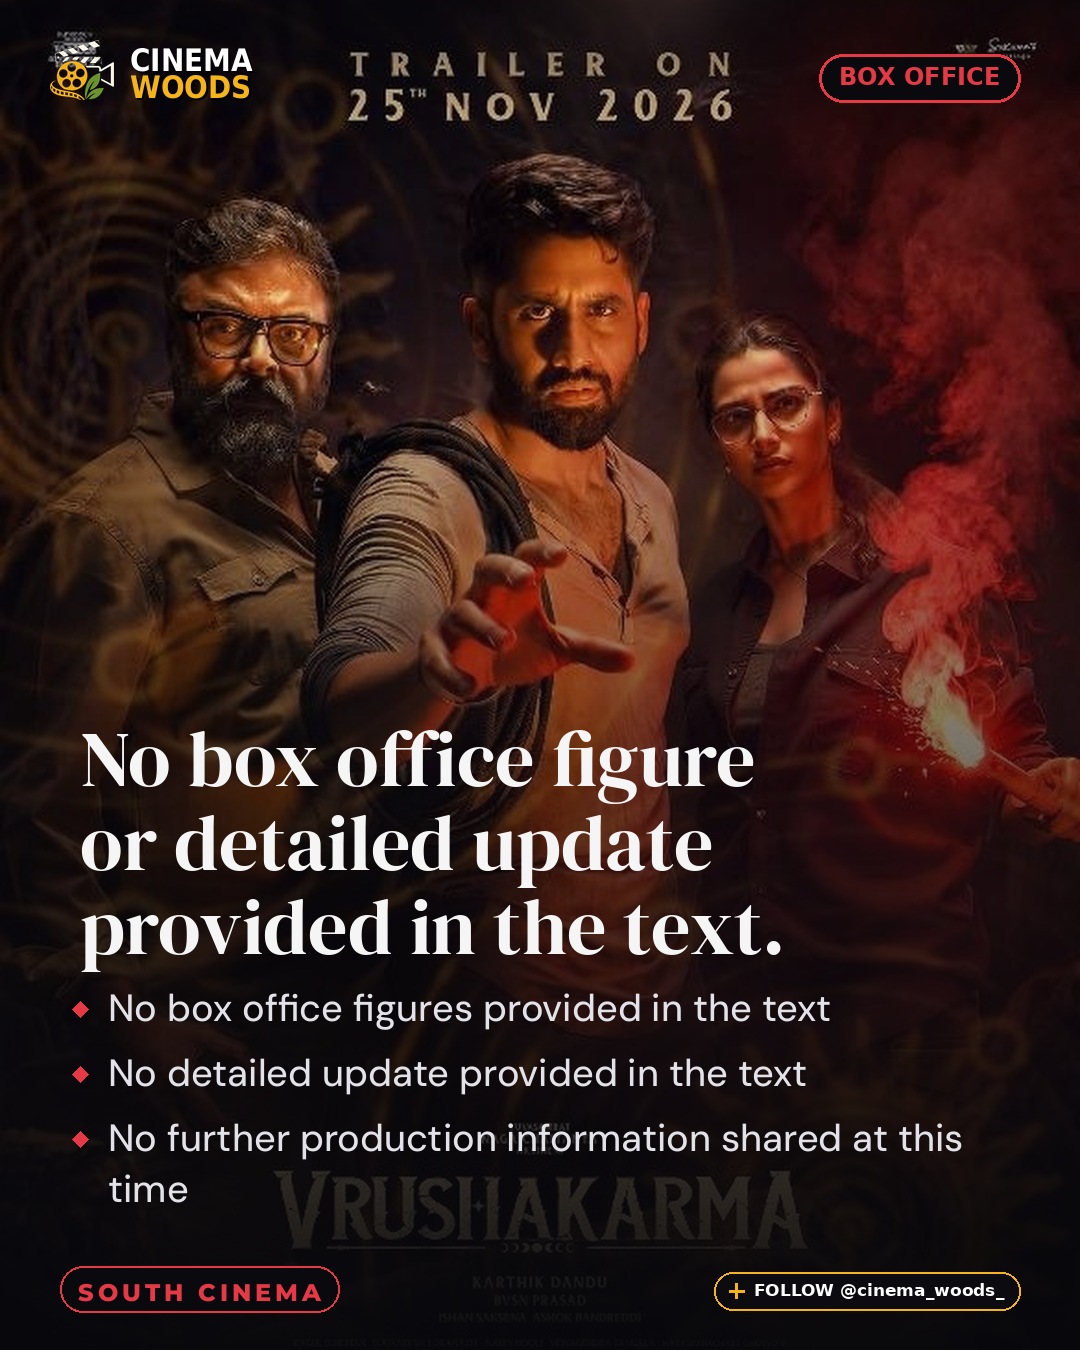 CINEMA
WOODS
TRAILER ON
25TH NOV 2026
BOX OFFICE
No box office figure
or detailed update
provided in the text.
No box office figures provided in the text
No detailed update provided in the text
No further production information shared at this
time
VRUSHAKARMA
KARTHIK DANDU
BVSN PRASAD
SOUTH CINEMA
+ FOLLOW @cinema_woods_